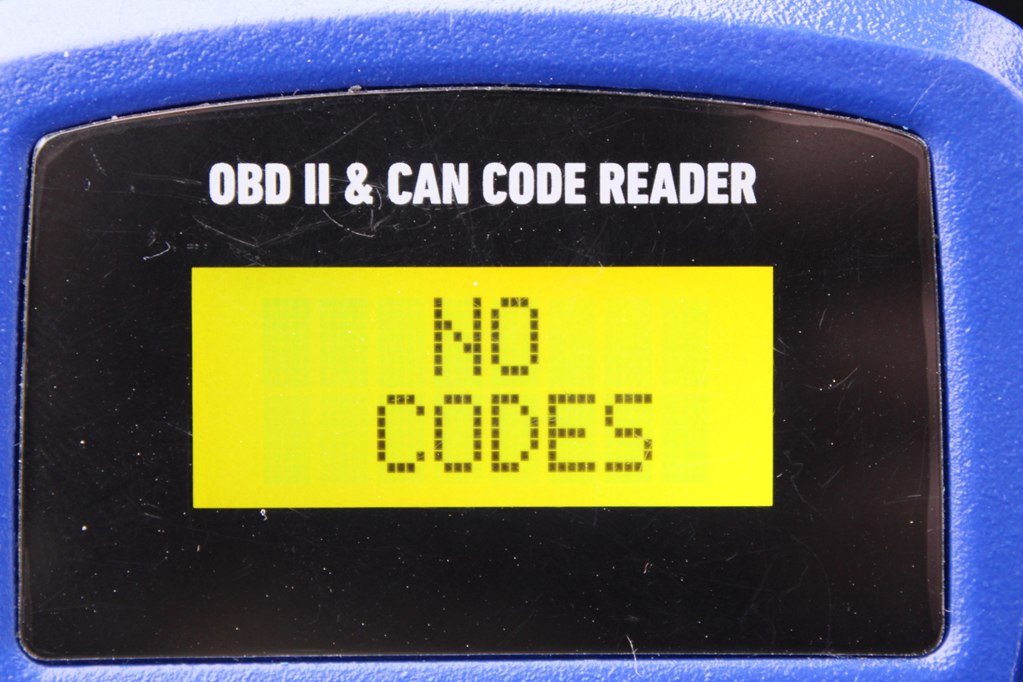 OBD II & CAN CODE READER
NO
CODES